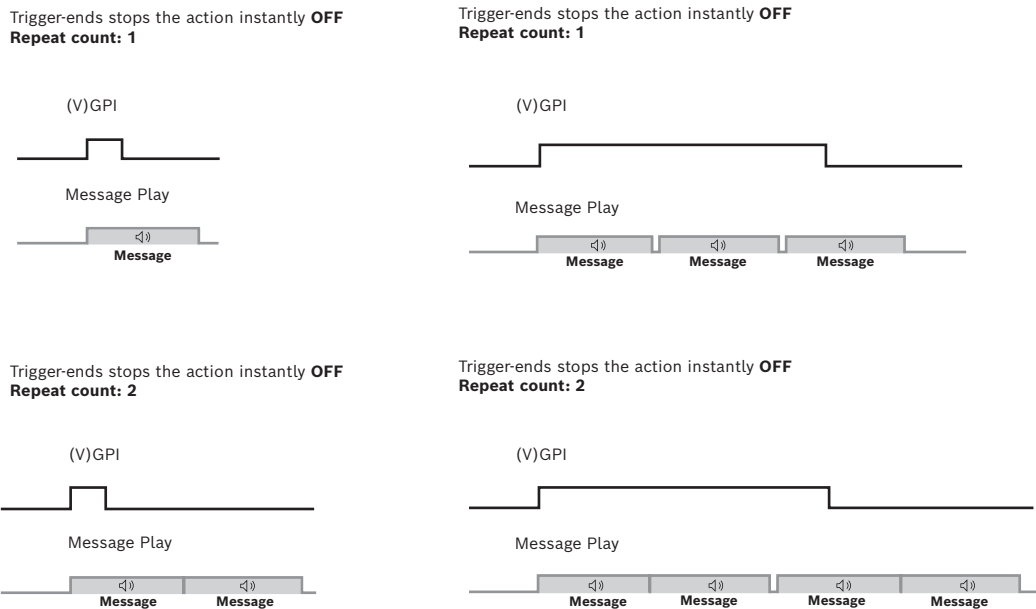 Trigger-ends stops the action instantly OFF
Repeat count: 1
(V)GPI
Message Play
Message
Trigger-ends stops the action instantly OFF
Repeat count: 1
(V)GPI
Message Play
Message Message Message
Trigger-ends stops the action instantly OFF
Repeat count: 2
(V)GPI
Message Play
Message Message
Trigger-ends stops the action instantly OFF
Repeat count: 2
(V)GPI
Message Play
Message Message Message Message